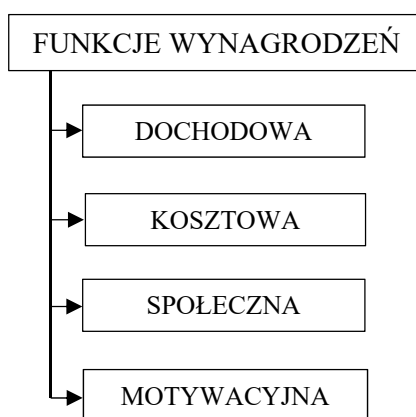 FUNKCJE WYNAGRODZEŃ
DOCHODOWA
KOSZTOWA
SPOŁECZNA
MOTYWACYJNA